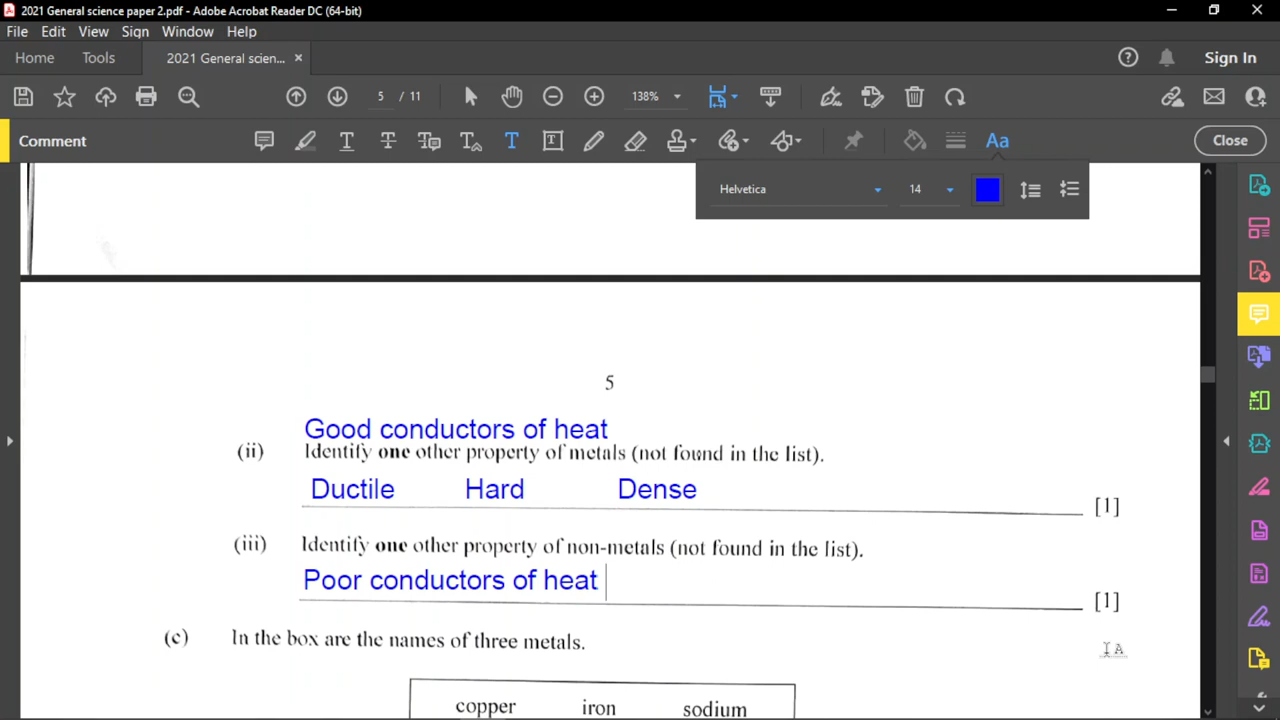 2021 General science paper 2.pdf - Adobe Acrobat Reader DC (64-bit)
File Edit View Sign Window Help
Home Tools 2021 General scien... × Sign In
5 / 11 138%
Comment Aa Close
Helvetica 14
5
Good conductors of heat
(ii) Identify one other property of metals (not found in the list).
Ductile Hard Dense
[1]
(iii) Identify one other property of non-metals (not found in the list).
Poor conductors of heat
[1]
(c) In the box are the names of three metals.
copper iron sodium